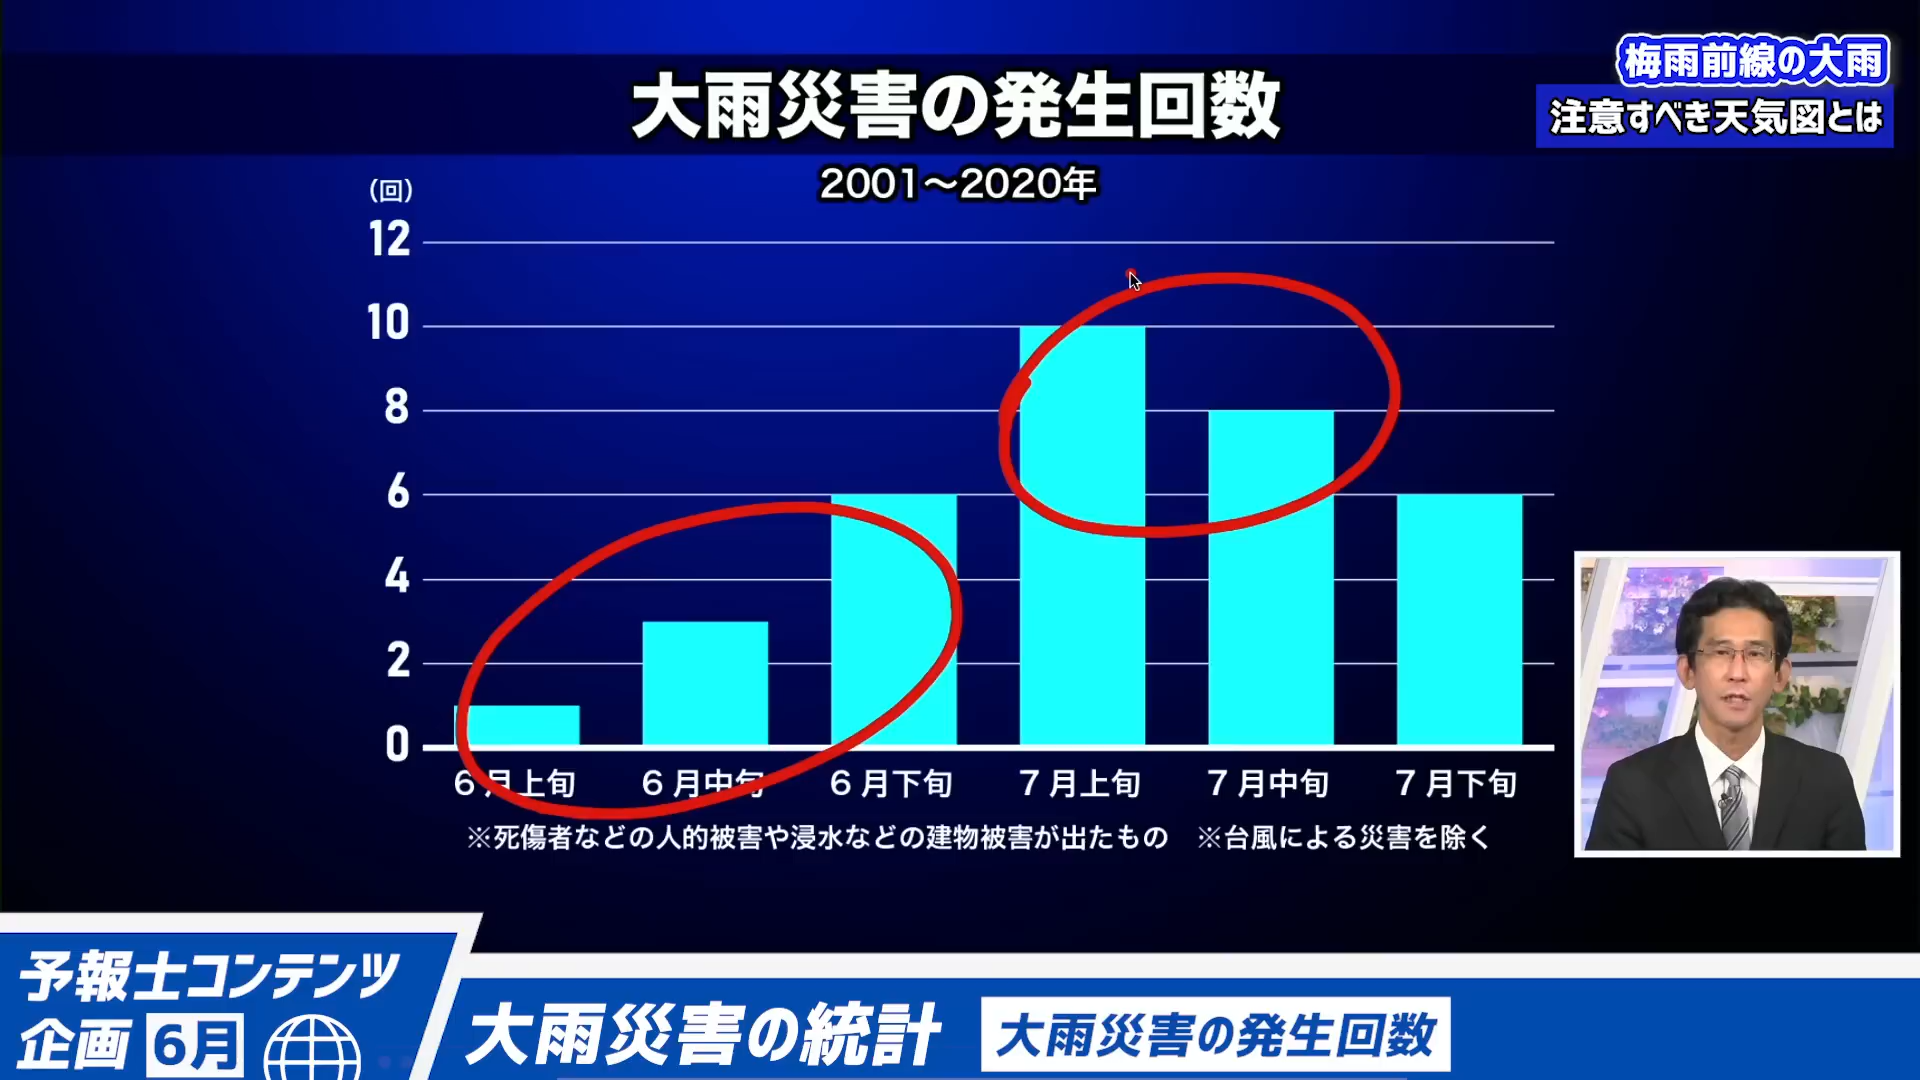 梅雨前線の大雨
注意すべき天気図とは
大雨災害の発生回数
2001～2020年
(回)
12
10
8
6
4
2
0
6月上旬 6月中旬 6月下旬 7月上旬 7月中旬 7月下旬
※死傷者などの人的被害や浸水などの建物被害が出たもの ※台風による災害を除く
予報士コンテンツ
企画 6月
大雨災害の統計 大雨災害の発生回数